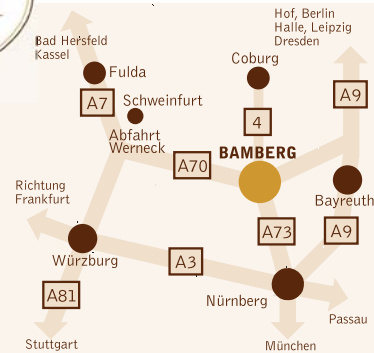 Hof, Berlin
Halle, Leipzig
Dresden
Bad Hersfeld
Kassel
Coburg
Fulda
A7
Schweinfurt
A9
4
Abfahrt
Werneck
BAMBERG
A70
Richtung
Frankfurt
Bayreuth
A73
A9
Würzburg
A3
A81
Nürnberg
Passau
Stuttgart
München